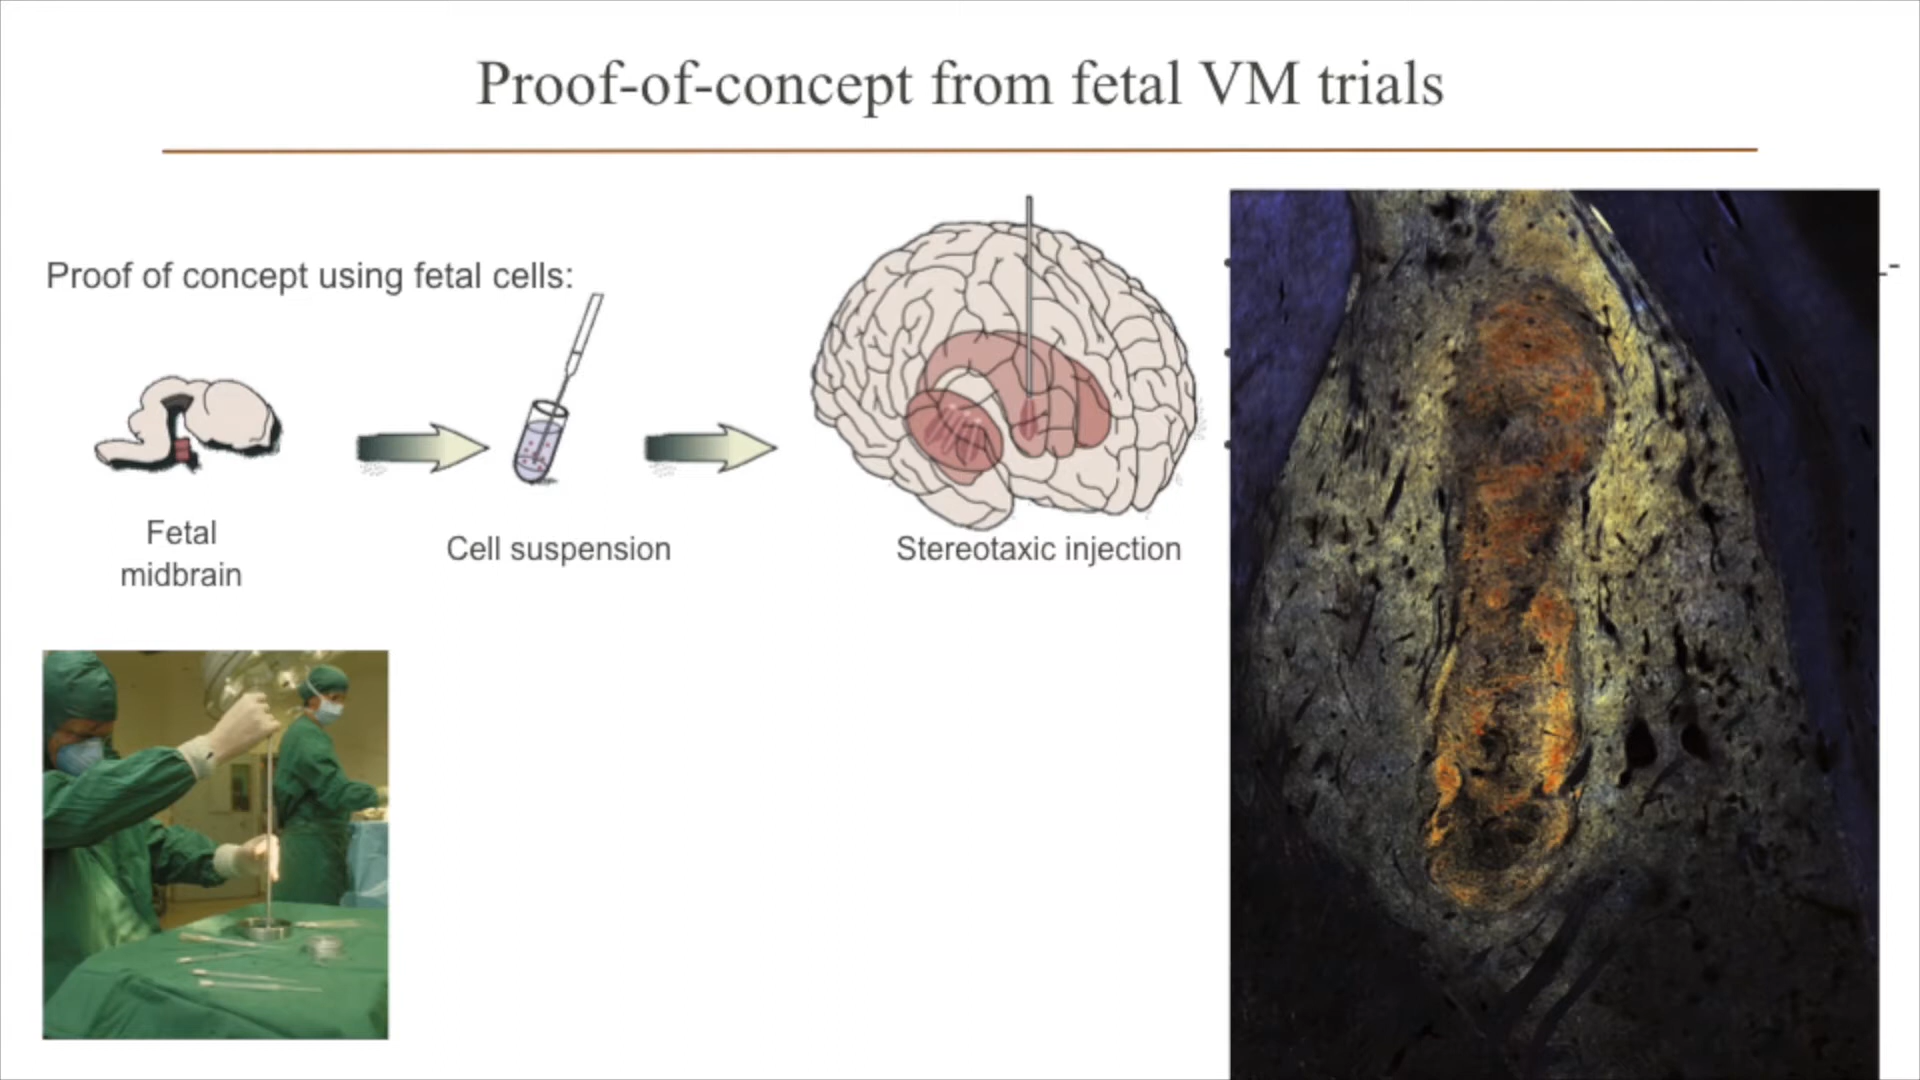 Proof-of-concept from fetal VM trials
Proof of concept using fetal cells:
Fetal
midbrain
Cell suspension
Stereotaxic injection